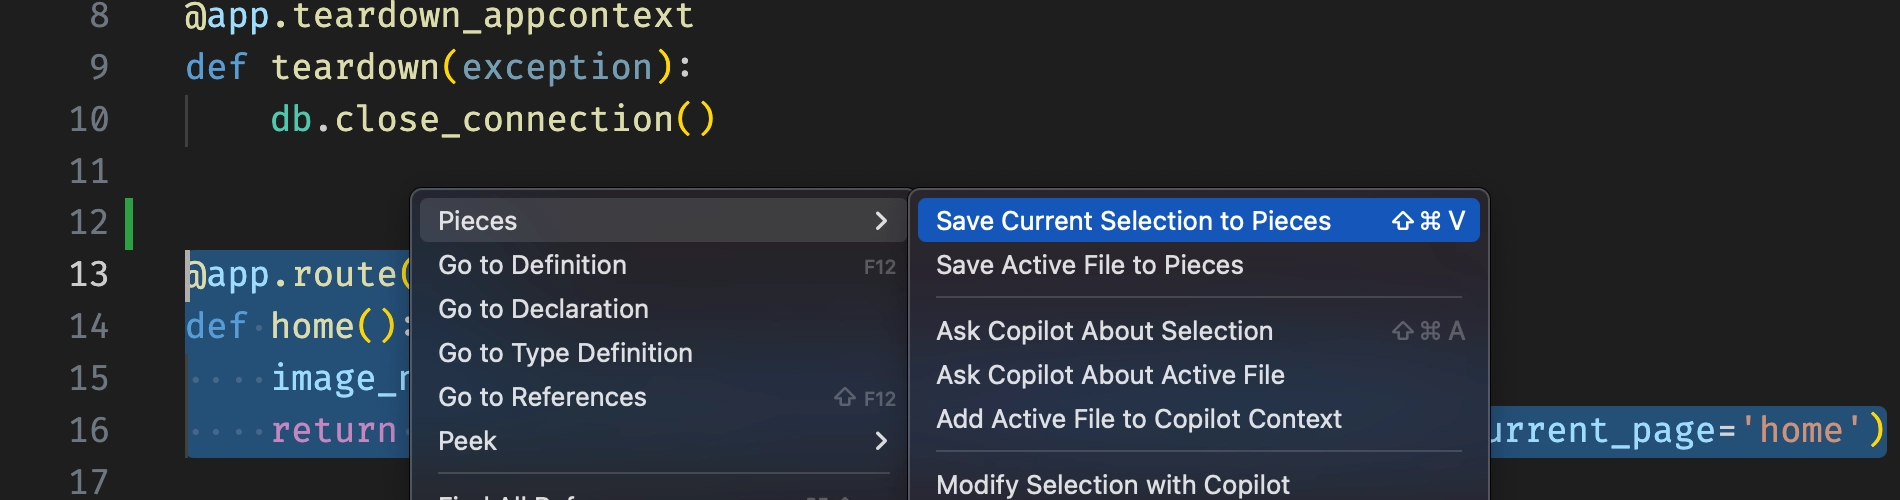 8 @app.teardown_appcontext
9 def teardown(exception):
10 db.close_connection()
11
12
Pieces
Save Current Selection to Pieces ⇧⌘V
13 @app.route(
Go to Definition F12
Save Active File to Pieces
Go to Declaration
14 def home():
Ask Copilot About Selection ⇧⌘A
Go to Type Definition
15
Ask Copilot About Active File
Go to References ⇧F12
Add Active File to Copilot Context
16 return
Peek
urrent_page='home')
17
Modify Selection with Copilot